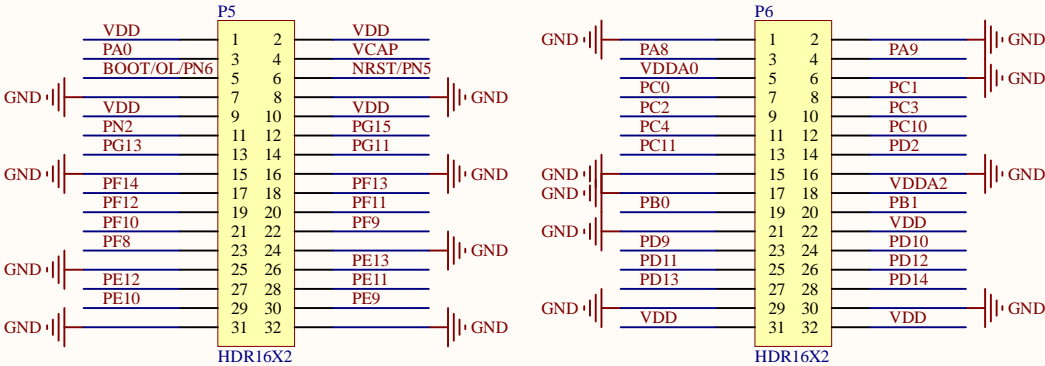 P5
VDD 1 2 VDD
PA0 3 4 VCAP
BOOT/OL/PN6 5 6 NRST/PN5
GND 7 8 GND
VDD 9 10 VDD
PN2 11 12 PG15
PG13 13 14 PG11
GND 15 16 GND
PF14 17 18 PF13
PF12 19 20 PF11
PF10 21 22 PF9
PF8 23 24 GND
GND 25 26 PE13
PE12 27 28 PE11
PE10 29 30 PE9
GND 31 32 GND
HDR16X2
P6
GND 1 2 GND
PA8 3 4 PA9
VDDA0 5 6 GND
PC0 7 8 PC1
PC2 9 10 PC3
PC4 11 12 PC10
PC11 13 14 PD2
GND 15 16 GND
GND 17 18 VDDA2
PB0 19 20 PB1
GND 21 22 VDD
PD9 23 24 PD10
PD11 25 26 PD12
PD13 27 28 PD14
GND 29 30 GND
VDD 31 32 VDD
HDR16X2